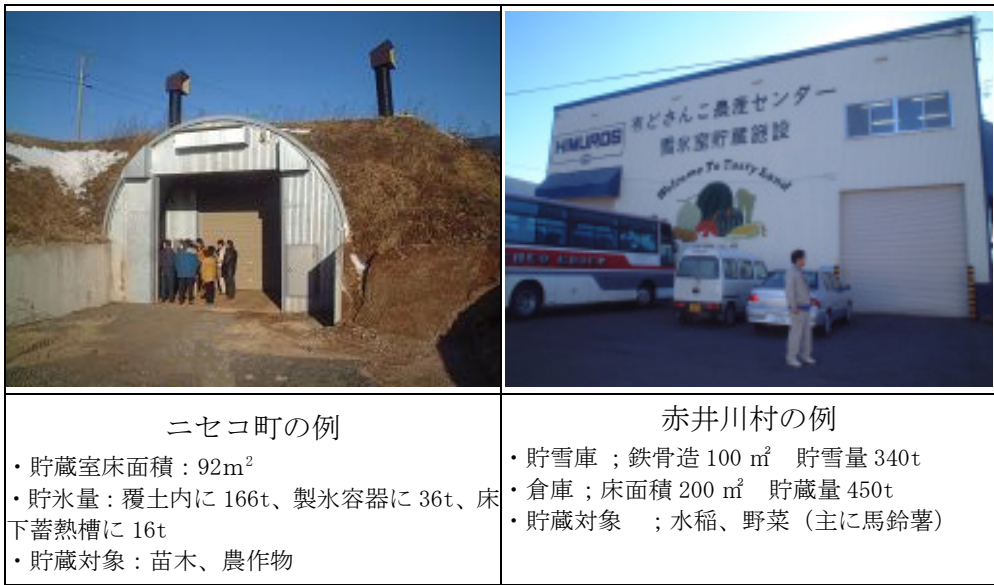 HIMUROS
有どさんこ農産センター
雪氷室貯蔵施設
Welcome To Tasty Land
ニセコ町の例
・貯蔵室床面積：92m²
・貯氷量：覆土内に 166t、製氷容器に 36t、床
下蓄熱槽に 16t
・貯蔵対象：苗木、農作物
赤井川村の例
・貯雪庫 ；鉄骨造 100 ㎡　貯雪量 340t
・倉庫 ；床面積 200 ㎡　貯蔵量 450t
・貯蔵対象　；水稲、野菜（主に馬鈴薯）